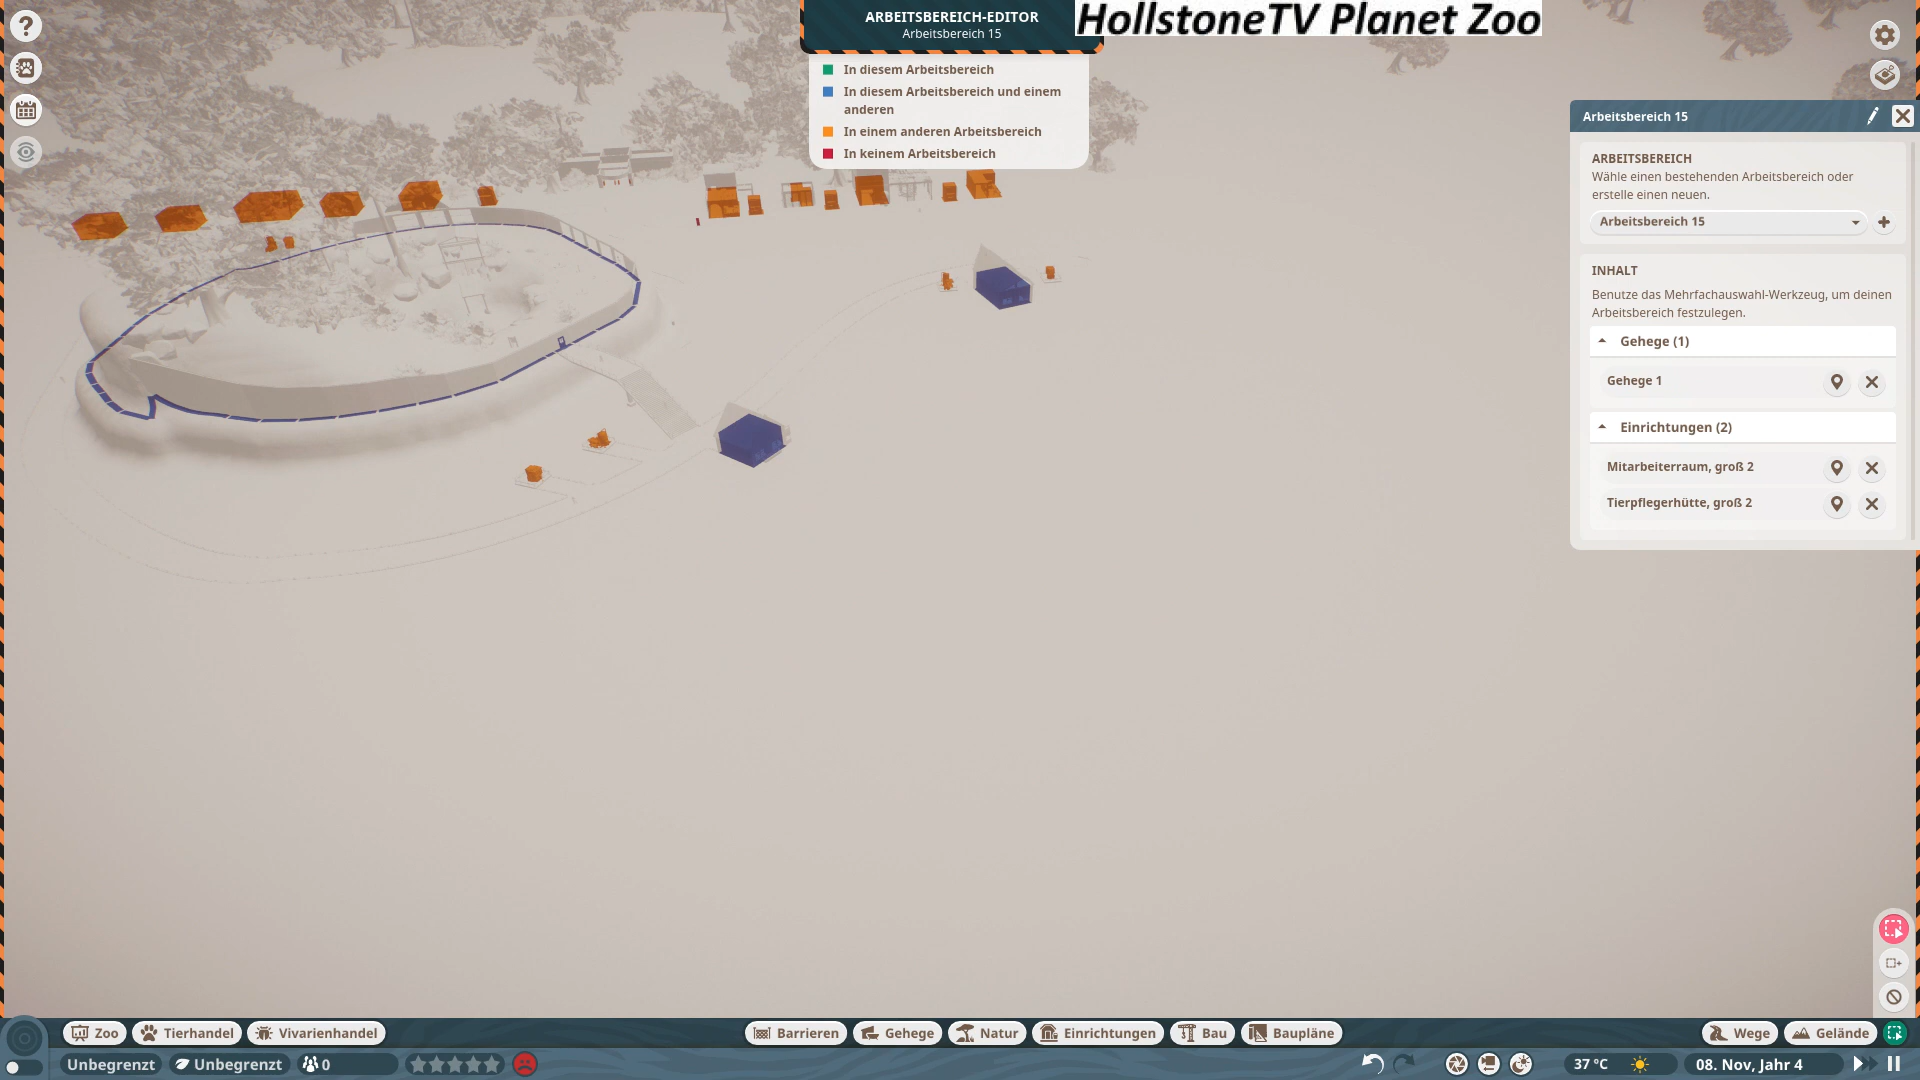 ARBEITSBEREICH-EDITOR
Arbeitsbereich 15
HollstoneTV Planet Zoo
In diesem Arbeitsbereich
In diesem Arbeitsbereich und einem
anderen
In einem anderen Arbeitsbereich
In keinem Arbeitsbereich
Arbeitsbereich 15
ARBEITSBEREICH
Wähle einen bestehenden Arbeitsbereich oder
erstelle einen neuen.
Arbeitsbereich 15
INHALT
Benutze das Mehrfachauswahl-Werkzeug, um deinen
Arbeitsbereich festzulegen.
Gehege (1)
Gehege 1
Einrichtungen (2)
Mitarbeiterraum, groß 2
Tierpflegerhütte, groß 2
Zoo Tierhandel Vivarienhandel Barrieren Gehege Natur Einrichtungen Bau Baupläne Wege Gelände
Unbegrenzt Unbegrenzt 0 37 °C 08. Nov, Jahr 4